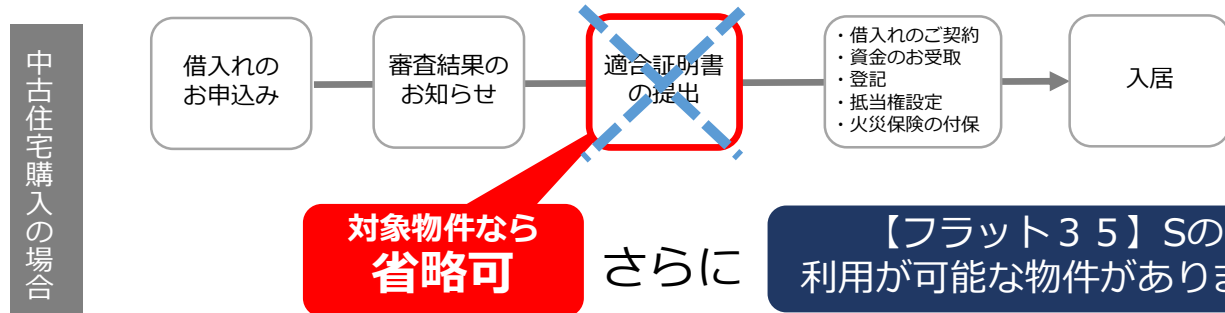 中古住宅購入の場合
借入れの
お申込み
審査結果の
お知らせ
適合証明書
の提出
・借入れのご契約
・資金のお受取
・登記
・抵当権設定
・火災保険の付保
入居
対象物件なら
省略可
さらに
【フラット３５】Sの
利用が可能な物件があり